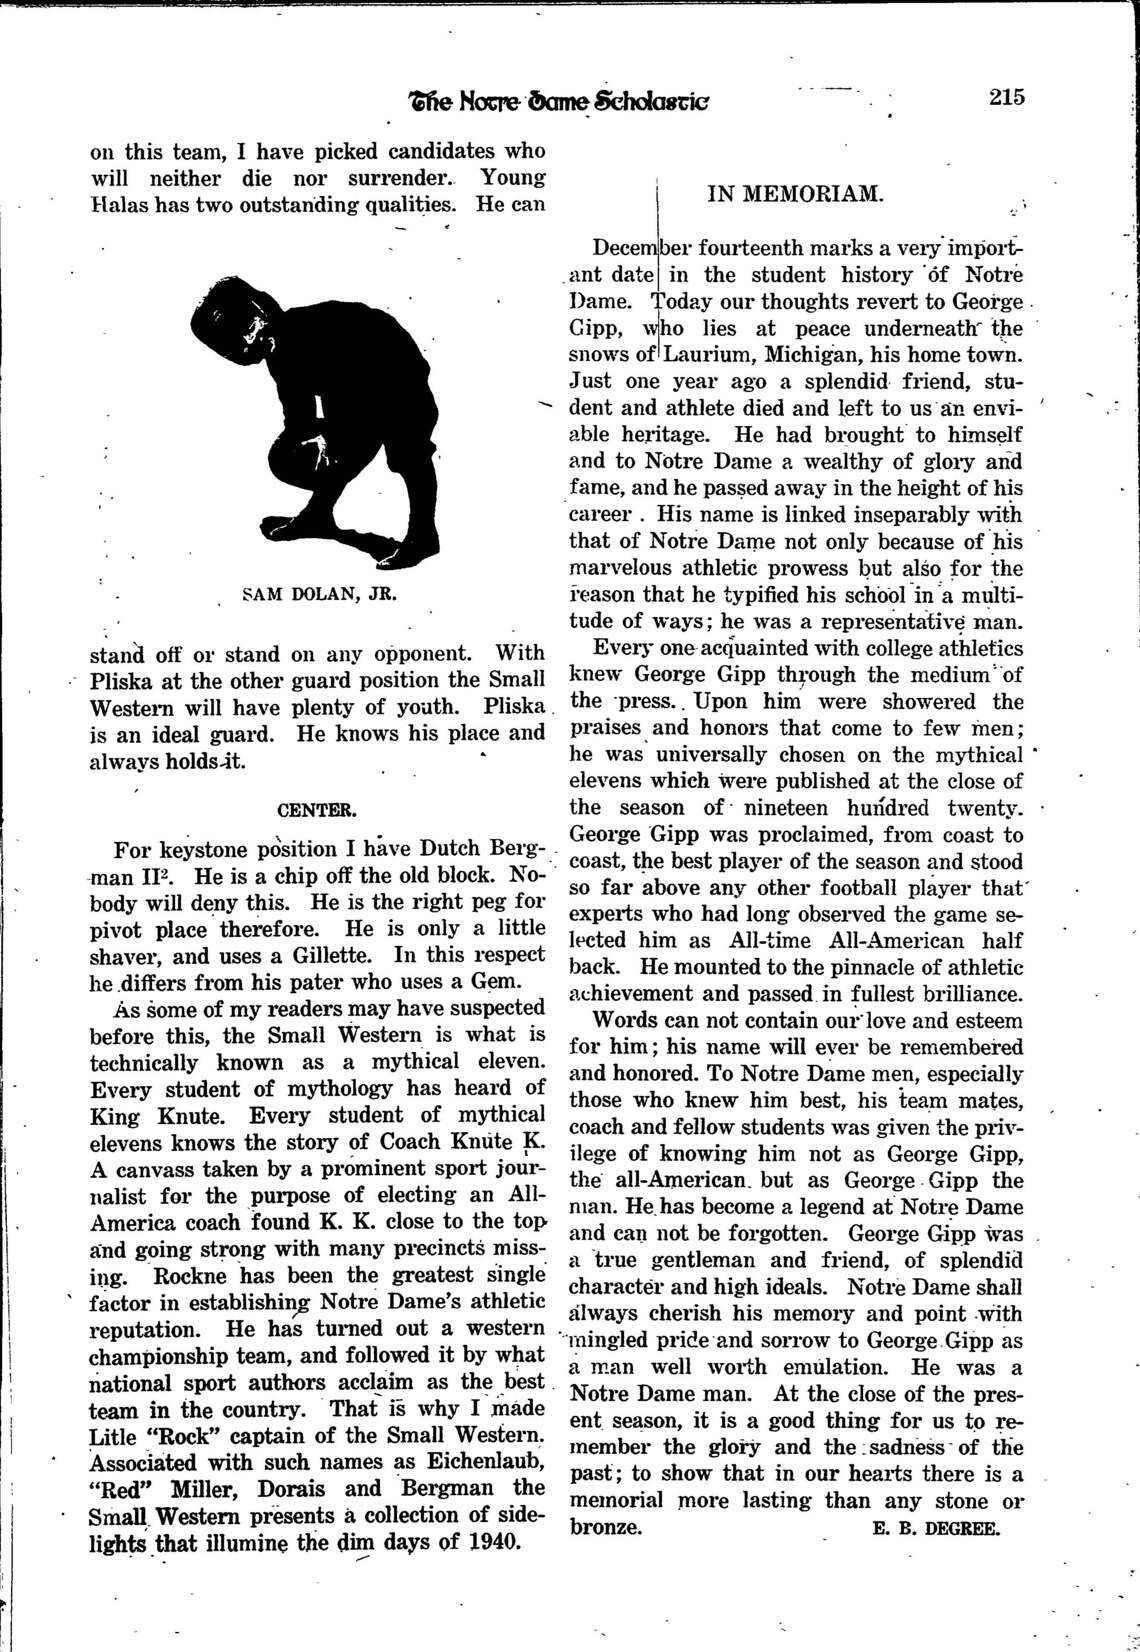 The Notre Dame Scholastic
215
on this team, I have picked candidates who
will neither die nor surrender. Young
Halas has two outstanding qualities. He can
SAM DOLAN, JR.
stand off or stand on any opponent. With
Pliska at the other guard position the Small
Western will have plenty of youth. Pliska
is an ideal guard. He knows his place and
always holds it.
CENTER.
For keystone position I have Dutch Berg-
man II². He is a chip off the old block. No-
body will deny this. He is the right peg for
pivot place therefore. He is only a little
shaver, and uses a Gillette. In this respect
he differs from his pater who uses a Gem.
As some of my readers may have suspected
before this, the Small Western is what is
technically known as a mythical eleven.
Every student of mythology has heard of
King Knute. Every student of mythical
elevens knows the story of Coach Knute K.
A canvass taken by a prominent sport jour-
nalist for the purpose of electing an All-
America coach found K. K. close to the top
and going strong with many precincts miss-
ing. Rockne has been the greatest single
factor in establishing Notre Dame's athletic
reputation. He has turned out a western
championship team, and followed it by what
national sport authors acclaim as the best
team in the country. That is why I made
Litle "Rock" captain of the Small Western.
Associated with such names as Eichenlaub,
"Red" Miller, Dorais and Bergman the
Small Western presents a collection of side-
lights that illumine the dim days of 1940.
IN MEMORIAM.
December fourteenth marks a very import-
ant date in the student history of Notre
Dame. Today our thoughts revert to George
Gipp, who lies at peace underneath the
snows of Laurium, Michigan, his home town.
Just one year ago a splendid friend, stu-
dent and athlete died and left to us an envi-
able heritage. He had brought to himself
and to Notre Dame a wealthy of glory and
fame, and he passed away in the height of his
career . His name is linked inseparably with
that of Notre Dame not only because of his
marvelous athletic prowess but also for the
reason that he typified his school in a multi-
tude of ways; he was a representative man.
Every one acquainted with college athletics
knew George Gipp through the medium of
the press. Upon him were showered the
praises and honors that come to few men;
he was universally chosen on the mythical
elevens which were published at the close of
the season of nineteen hundred twenty.
George Gipp was proclaimed, from coast to
coast, the best player of the season and stood
so far above any other football player that
experts who had long observed the game se-
lected him as All-time All-American half
back. He mounted to the pinnacle of athletic
achievement and passed in fullest brilliance.
Words can not contain our love and esteem
for him; his name will ever be remembered
and honored. To Notre Dame men, especially
those who knew him best, his team mates,
coach and fellow students was given the priv-
ilege of knowing him not as George Gipp,
the all-American. but as George Gipp the
man. He has become a legend at Notre Dame
and can not be forgotten. George Gipp was
a true gentleman and friend, of splendid
character and high ideals. Notre Dame shall
always cherish his memory and point with
mingled pride and sorrow to George Gipp as
a man well worth emulation. He was a
Notre Dame man. At the close of the pres-
ent season, it is a good thing for us to re-
member the glory and the sadness of the
past; to show that in our hearts there is a
memorial more lasting than any stone or
bronze. E. B. DEGREE.